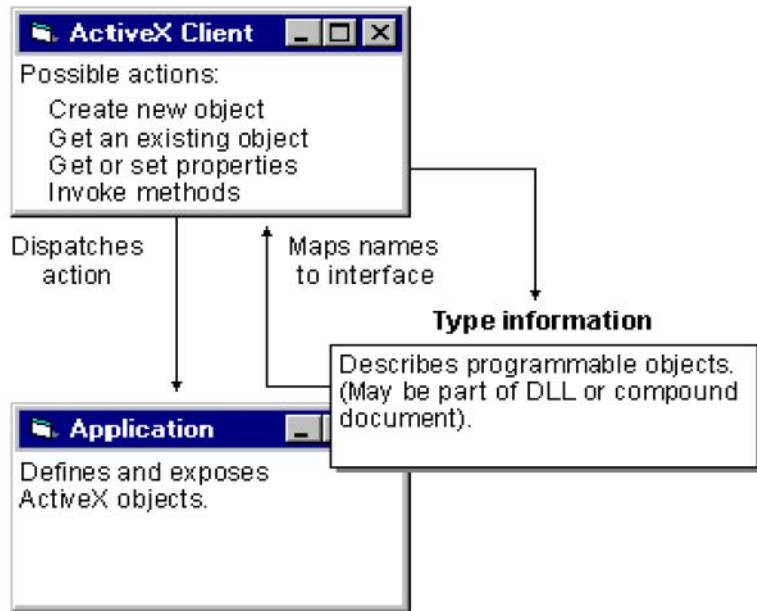 ActiveX Client
Possible actions:
Create new object
Get an existing object
Get or set properties
Invoke methods
Dispatches
action
Maps names
to interface
Type information
Describes programmable objects.
(May be part of DLL or compound
document).
Application
Defines and exposes
ActiveX objects.